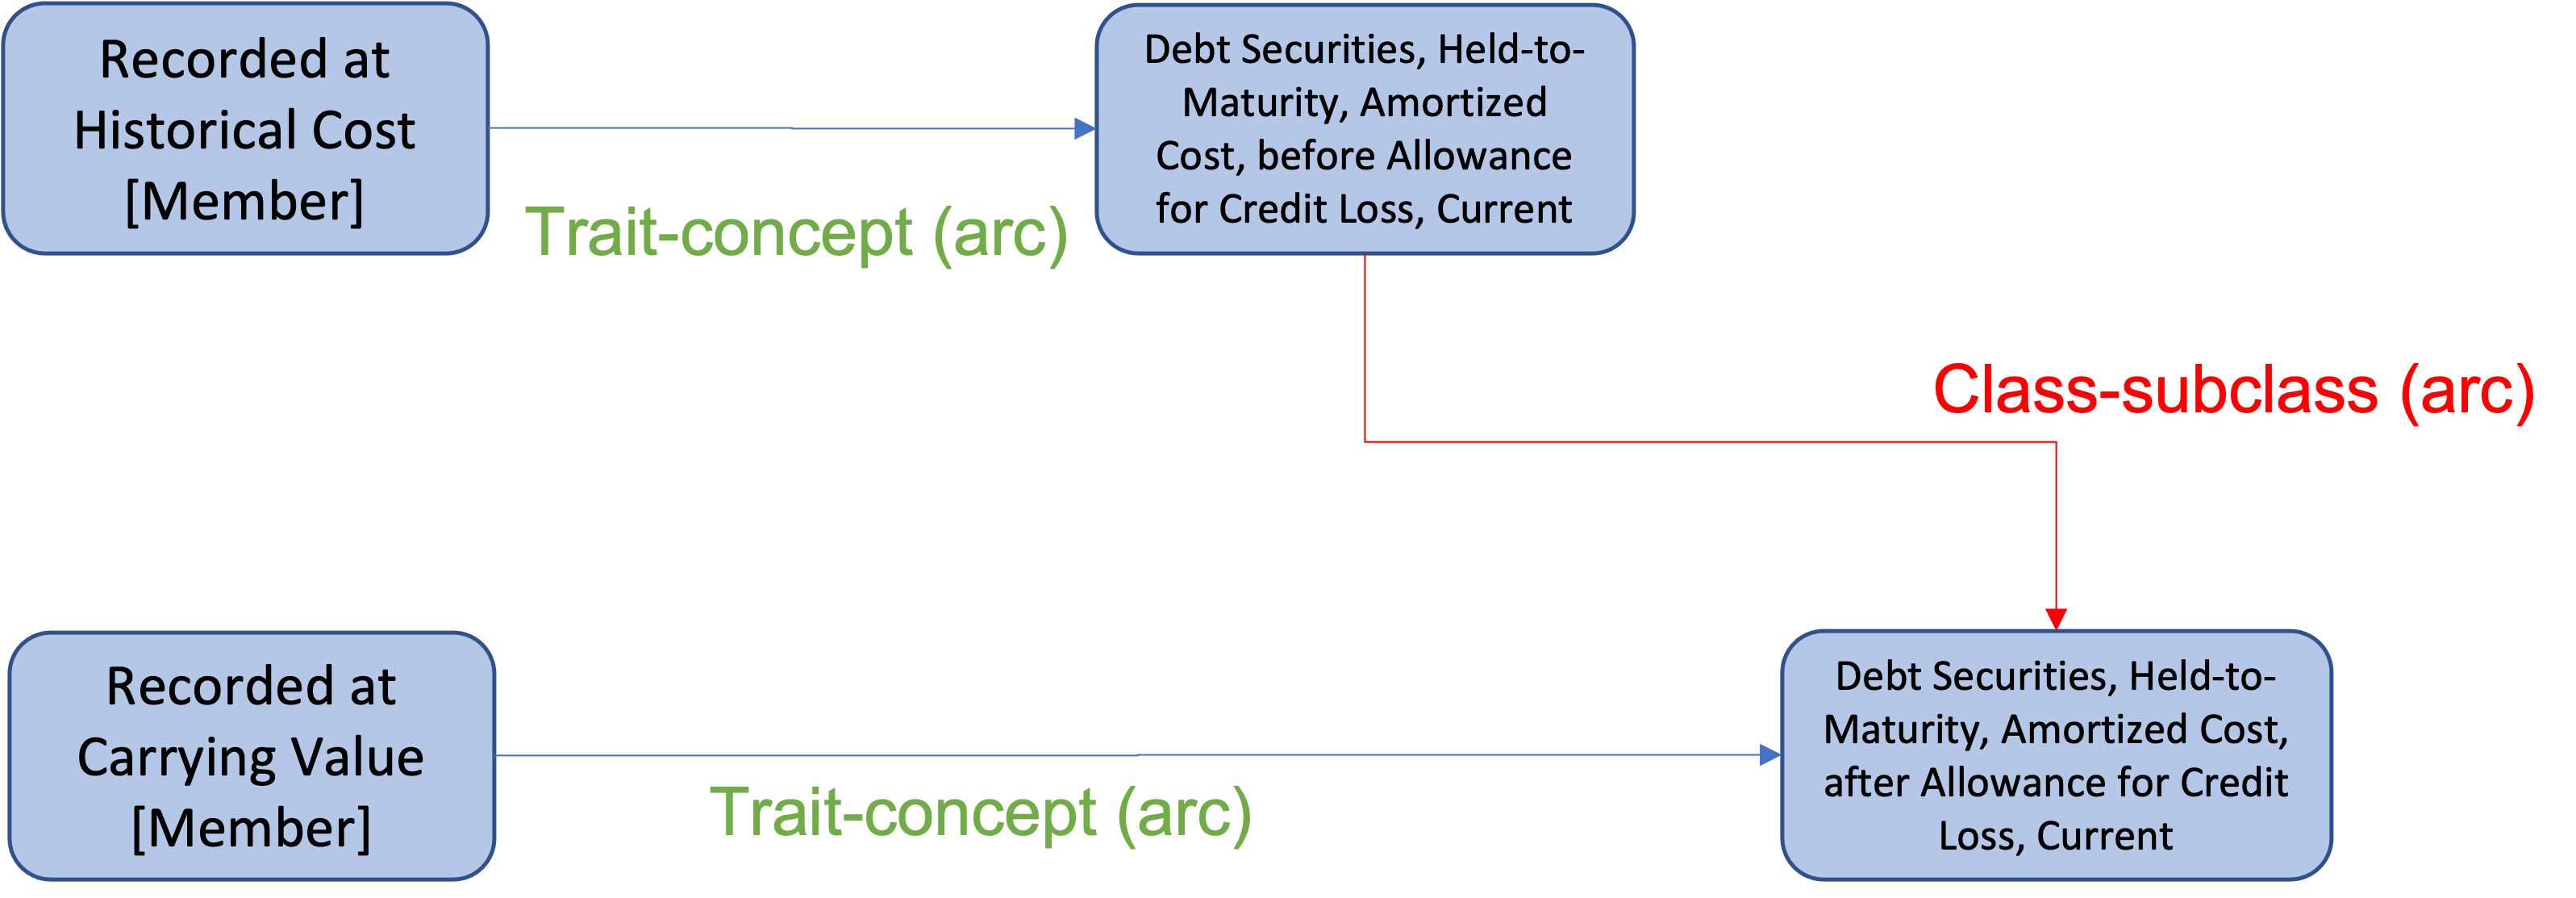 Recorded at
Historical Cost
[Member]
Trait-concept (arc)
Debt Securities, Held-to-
Maturity, Amortized
Cost, before Allowance
for Credit Loss, Current
Class-subclass (arc)
Recorded at
Carrying Value
[Member]
Trait-concept (arc)
Debt Securities, Held-to-
Maturity, Amortized Cost,
after Allowance for Credit
Loss, Current